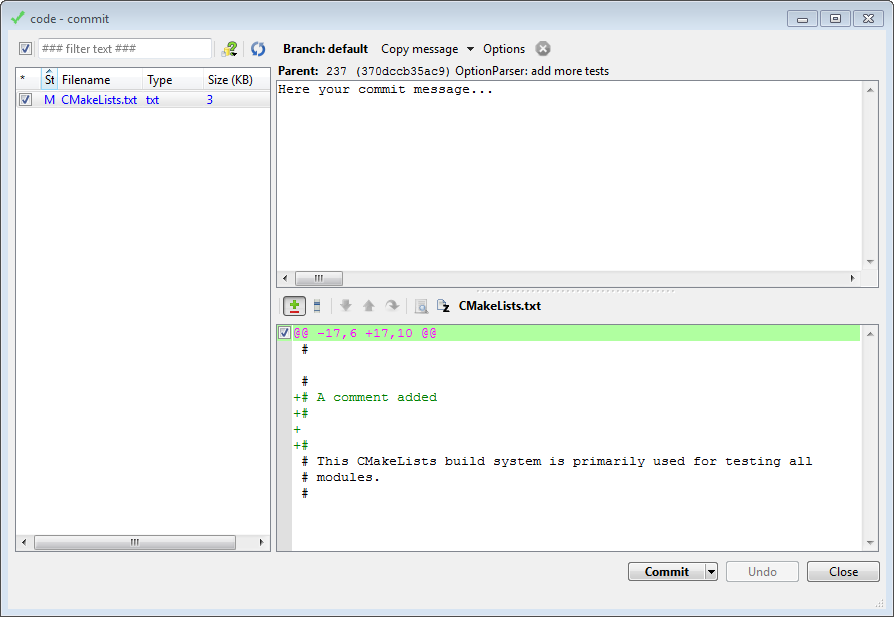 code - commit
### filter text ###
Branch: default Copy message Options
Parent: 237 (370dccb35ac9) OptionParser: add more tests
* St Filename Type Size (KB)
M CMakeLists.txt txt 3
Here your commit message...
CMakeLists.txt
@@ -17,6 +17,10 @@
#
#
+# A comment added
+#
+
+#
# This CMakeLists build system is primarily used for testing all
# modules.
#
Commit Undo Close